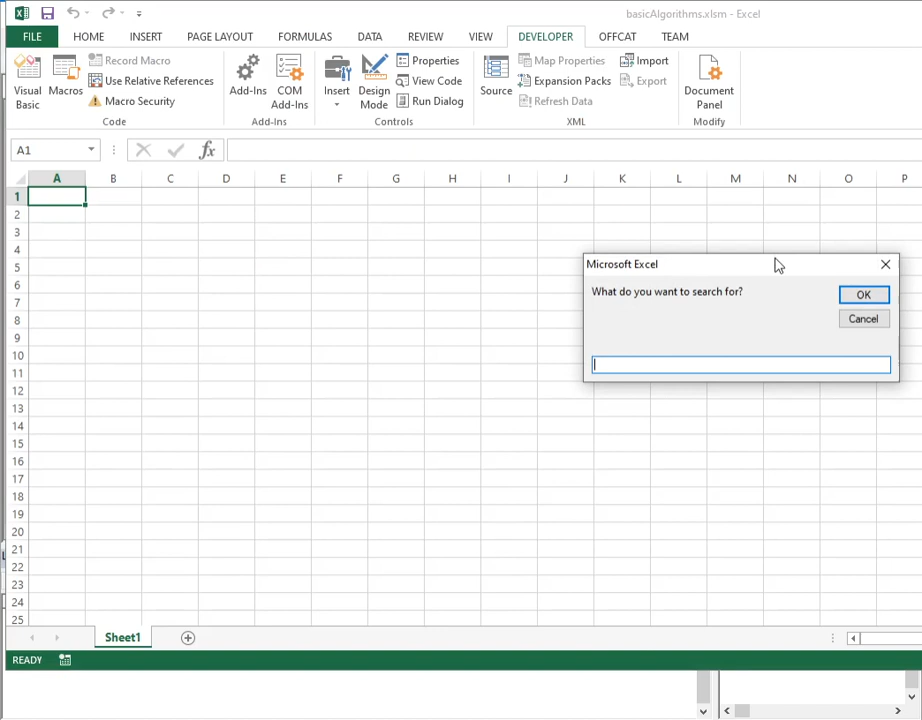 basicAlgorithms.xlsm - Excel
FILE HOME INSERT PAGE LAYOUT FORMULAS DATA REVIEW VIEW DEVELOPER OFFCAT TEAM
Visual Basic
Macros
Record Macro
Use Relative References
Macro Security
Code
Add-Ins
COM Add-Ins
Add-Ins
Insert
Design Mode
Properties
View Code
Run Dialog
Controls
Source
Map Properties
Expansion Packs
Refresh Data
Import
Export
XML
Document Panel
Modify
A1
fx
A B C D E F G H I J K L M N O P
1
2
3
4
5
6
7
8
9
10
11
12
13
14
15
16
17
18
19
20
21
22
23
24
25
Microsoft Excel
What do you want to search for?
OK
Cancel
Sheet1
READY